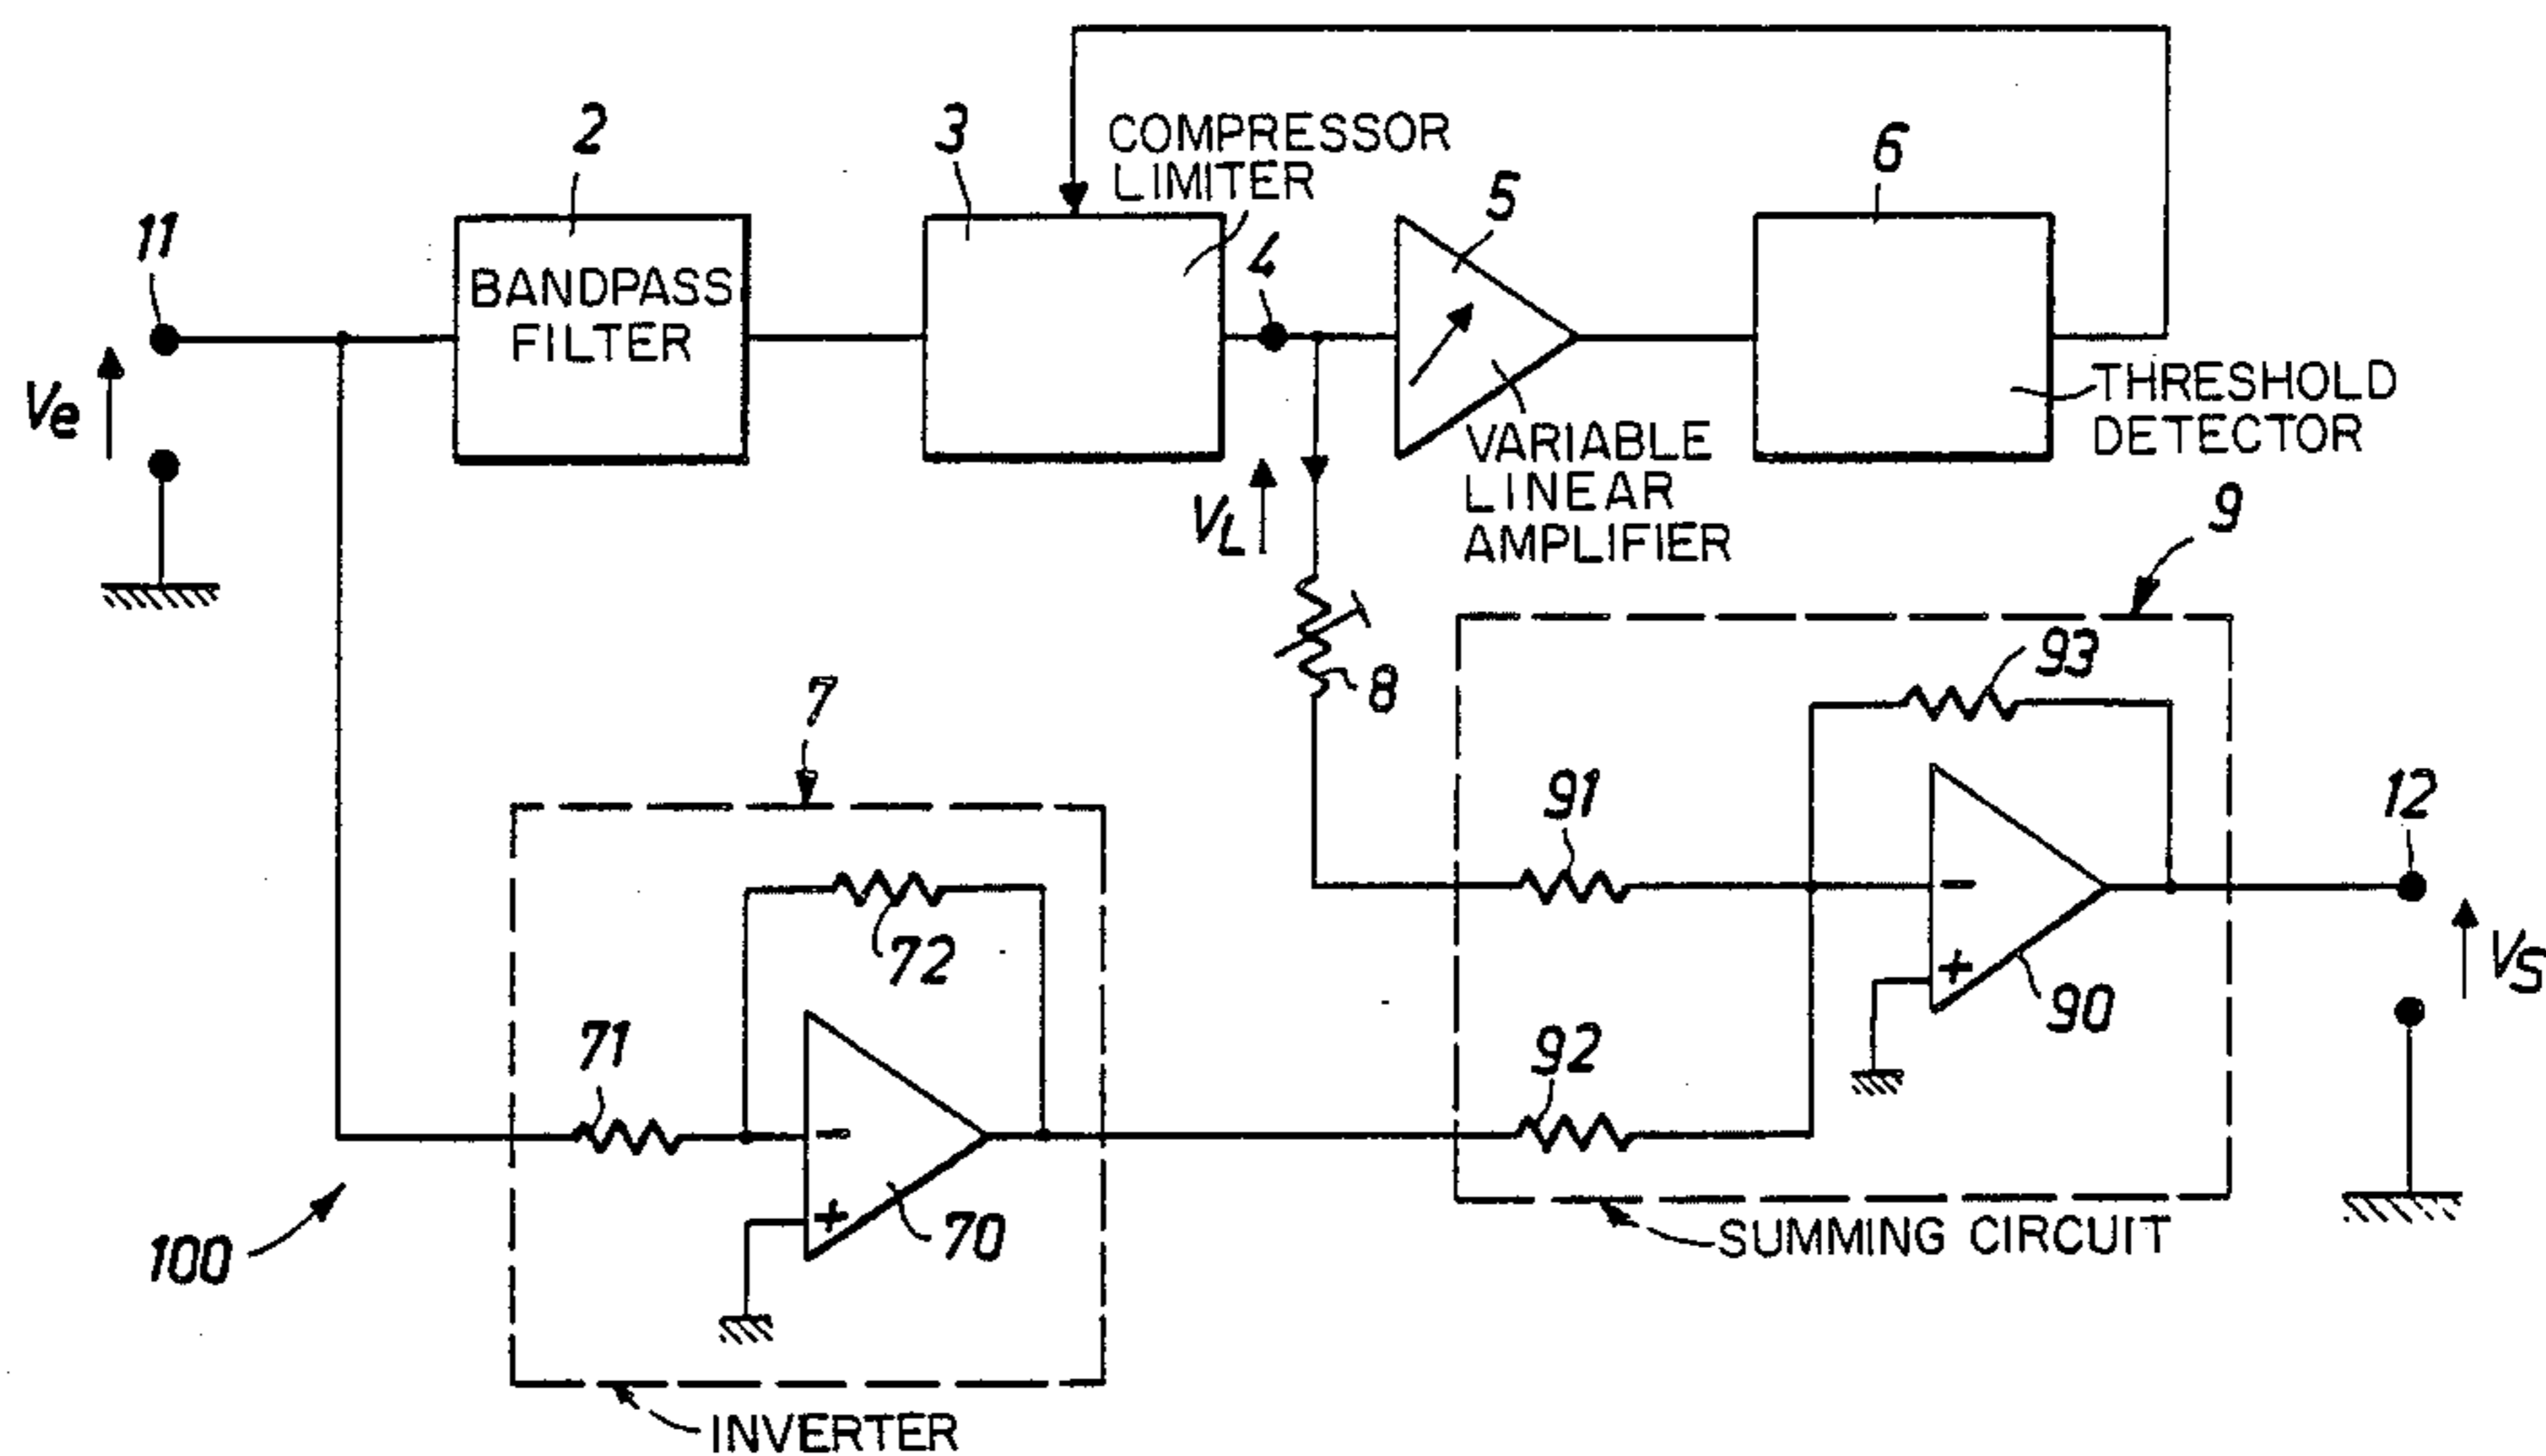 2
3
COMPRESSOR
LIMITER
6
5
11
4
BANDPASS
FILTER
Ve
THRESHOLD
DETECTOR
VL
VARIABLE
LINEAR
AMPLIFIER
9
8
93
7
91
12
-
72
+
90
VS
71
92
-
+
70
100
SUMMING CIRCUIT
INVERTER